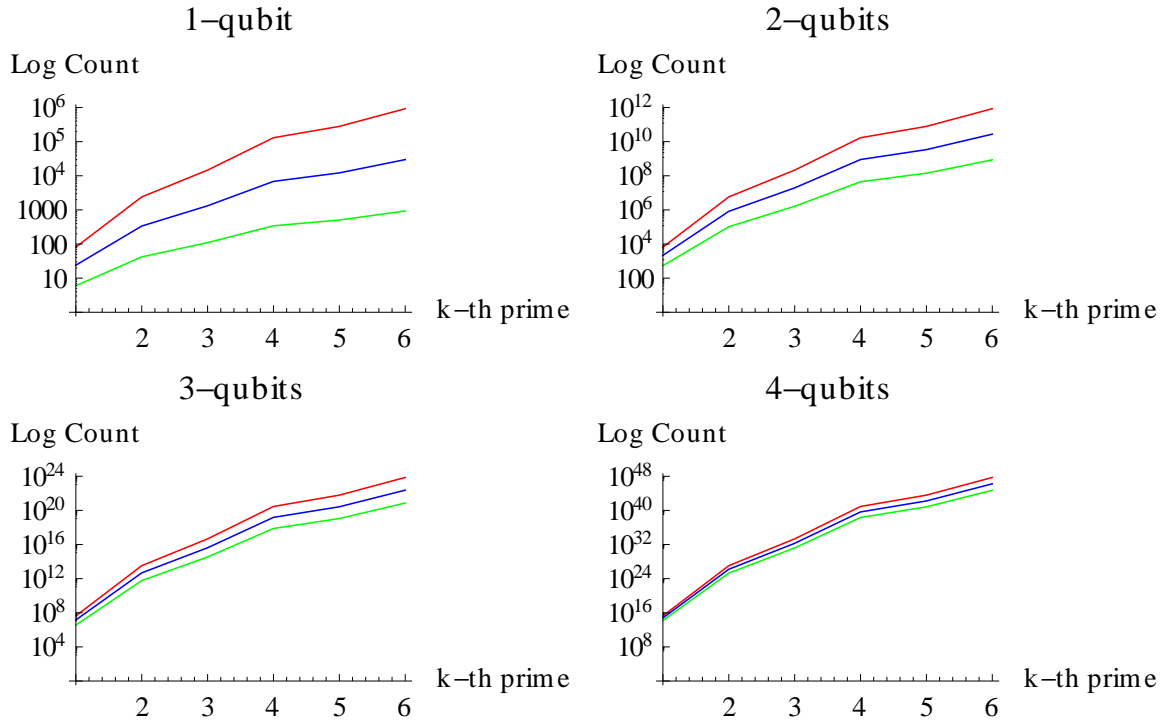 1–qubit
Log Count
10^6
10^5
10^4
1000
100
10
2 3 4 5 6
k–th prime
2–qubits
Log Count
10^12
10^10
10^8
10^6
10^4
100
2 3 4 5 6
k–th prime
3–qubits
Log Count
10^24
10^20
10^16
10^12
10^8
10^4
2 3 4 5 6
k–th prime
4–qubits
Log Count
10^48
10^40
10^32
10^24
10^16
10^8
2 3 4 5 6
k–th prime